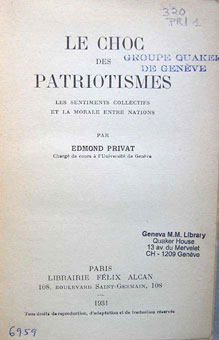 320
PRI 1
LE CHOC
DES
GROUPE QUAKER
DE GENÈVE
PATRIOTISMES
LES SENTIMENTS COLLECTIFS
ET LA MORALE ENTRE NATIONS
PAR
EDMOND PRIVAT
Chargé de cours à l'Université de Genève
Geneva M.M. Library
Quaker House
13 av. du Mervelet
CH - 1209 Genève
PARIS
LIBRAIRIE FÉLIX ALCAN
108, BOULEVARD SAINT-GERMAIN, 108
1931
Tous droits de reproduction, d'adaptation et de traduction réservés
6959